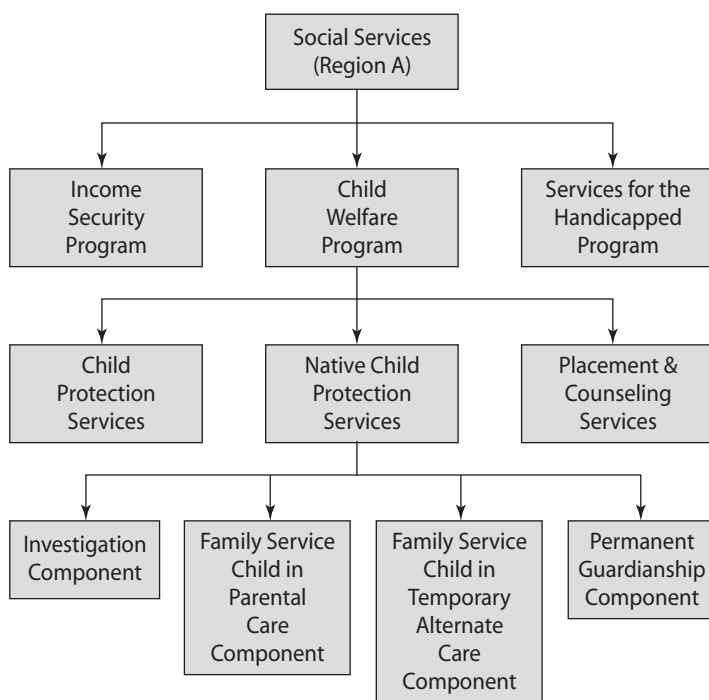 Social Services
(Region A)
Income
Security
Program
Child
Welfare
Program
Services for the
Handicapped
Program
Child
Protection
Services
Native Child
Protection
Services
Placement &
Counseling
Services
Investigation
Component
Family Service
Child in
Parental
Care
Component
Family Service
Child in
Temporary
Alternate
Care
Component
Permanent
Guardianship
Component